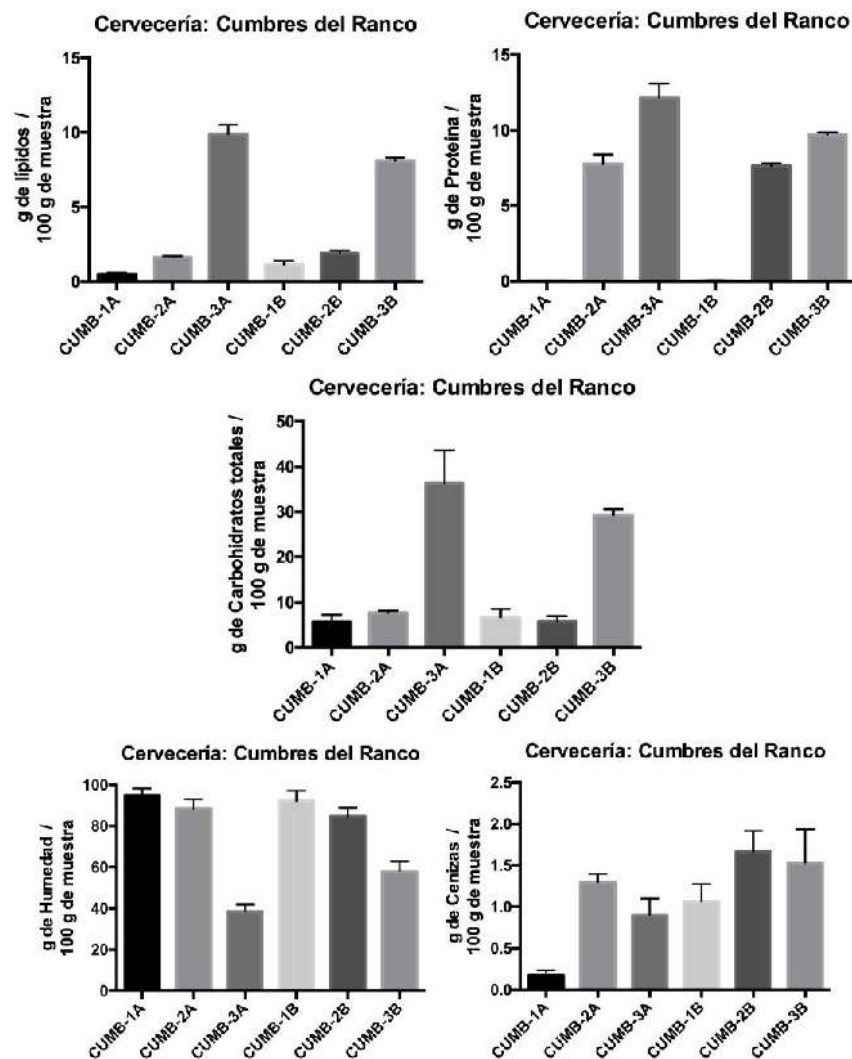 Cervecería: Cumbres del Ranco
g de lípidos /
100 g de muestra
15
10
5
0
CUMB-1A
CUMB-2A
CUMB-3A
CUMB-1B
CUMB-2B
CUMB-3B
Cervecería: Cumbres del Ranco
g de Proteína /
100 g de muestra
15
10
5
0
CUMB-1A
CUMB-2A
CUMB-3A
CUMB-1B
CUMB-2B
CUMB-3B
Cervecería: Cumbres del Ranco
g de Carbohidratos totales /
100 g de muestra
50
40
30
20
10
0
CUMB-1A
CUMB-2A
CUMB-3A
CUMB-1B
CUMB-2B
CUMB-3B
Cervecería: Cumbres del Ranco
g de Humedad /
100 g de muestra
100
80
60
40
20
0
CUMB-1A
CUMB-2A
CUMB-3A
CUMB-1B
CUMB-2B
CUMB-3B
Cervecería: Cumbres del Ranco
g de Cenizas /
100 g de muestra
2.5
2.0
1.5
1.0
0.5
0.0
CUMB-1A
CUMB-2A
CUMB-3A
CUMB-1B
CUMB-2B
CUMB-3B